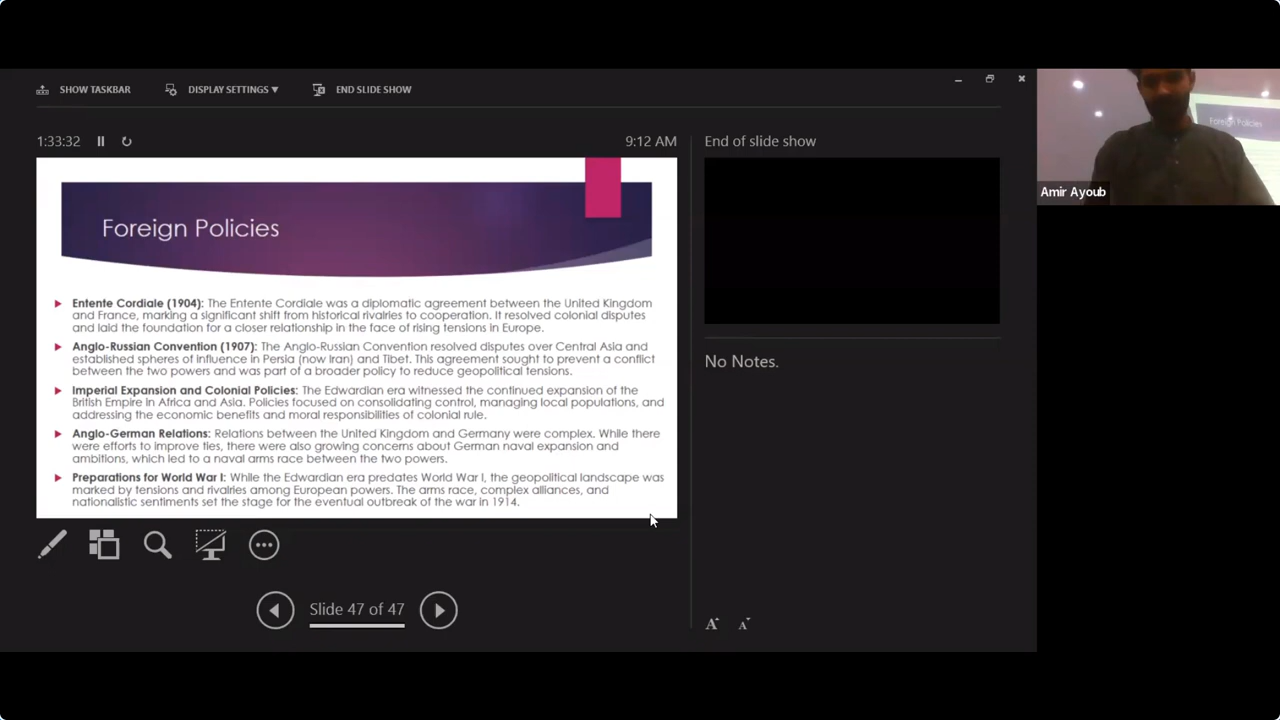 SHOW TASKBAR
DISPLAY SETTINGS ▼
END SLIDE SHOW
1:33:32
9:12 AM
Foreign Policies
Entente Cordiale (1904): The Entente Cordiale was a diplomatic agreement between the United Kingdom
and France, marking a significant shift from historical rivalries to cooperation. It resolved colonial disputes
and laid the foundation for a closer relationship in the face of rising tensions in Europe.
Anglo-Russian Convention (1907): The Anglo-Russian Convention resolved disputes over Central Asia and
established spheres of influence in Persia (now Iran) and Tibet. This agreement sought to prevent a conflict
between the two powers and was part of a broader policy to reduce geopolitical tensions.
Imperial Expansion and Colonial Policies: The Edwardian era witnessed the continued expansion of the
British Empire in Africa and Asia. Policies focused on consolidating control, managing local populations, and
addressing the economic benefits and moral responsibilities of colonial rule.
Anglo-German Relations: Relations between the United Kingdom and Germany were complex. While there
were efforts to improve ties, there were also growing concerns about German naval expansion and
ambitions, which led to a naval arms race between the two powers.
Preparations for World War I: While the Edwardian era predates World War I, the geopolitical landscape was
marked by tensions and rivalries among European powers. The arms race, complex alliances, and
nationalistic sentiments set the stage for the eventual outbreak of the war in 1914.
Slide 47 of 47
End of slide show
No Notes.
A A
Foreign Policies
Amir Ayoub